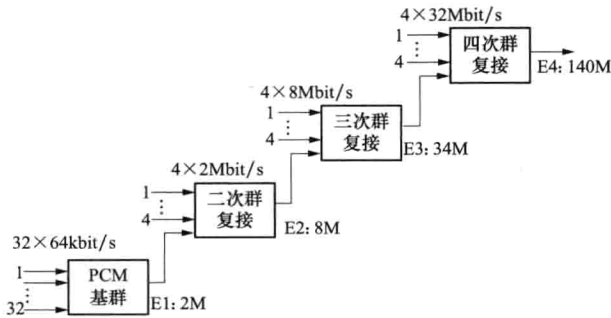 4×32Mbit/s
1
4
四次群
复接
E4: 140M
4×8Mbit/s
1
4
三次群
复接
E3: 34M
4×2Mbit/s
1
4
二次群
复接
E2: 8M
32×64kbit/s
1
32
PCM
基群
E1: 2M